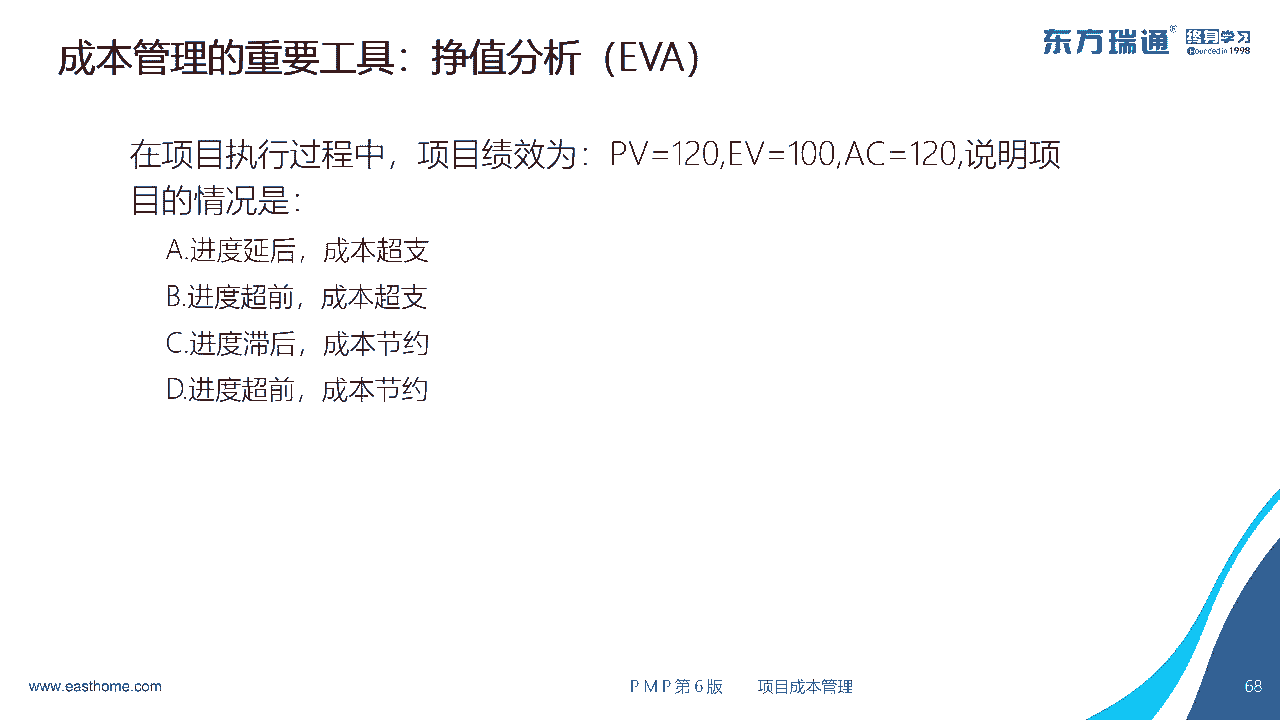 成本管理的重要工具：挣值分析（EVA）
东方瑞通® 终身学习
Founded in 1998
在项目执行过程中，项目绩效为：PV=120,EV=100,AC=120,说明项
目的情况是：
A.进度延后，成本超支
B.进度超前，成本超支
C.进度滞后，成本节约
D.进度超前，成本节约
www.easthome.com
PMP第6版 项目成本管理
68